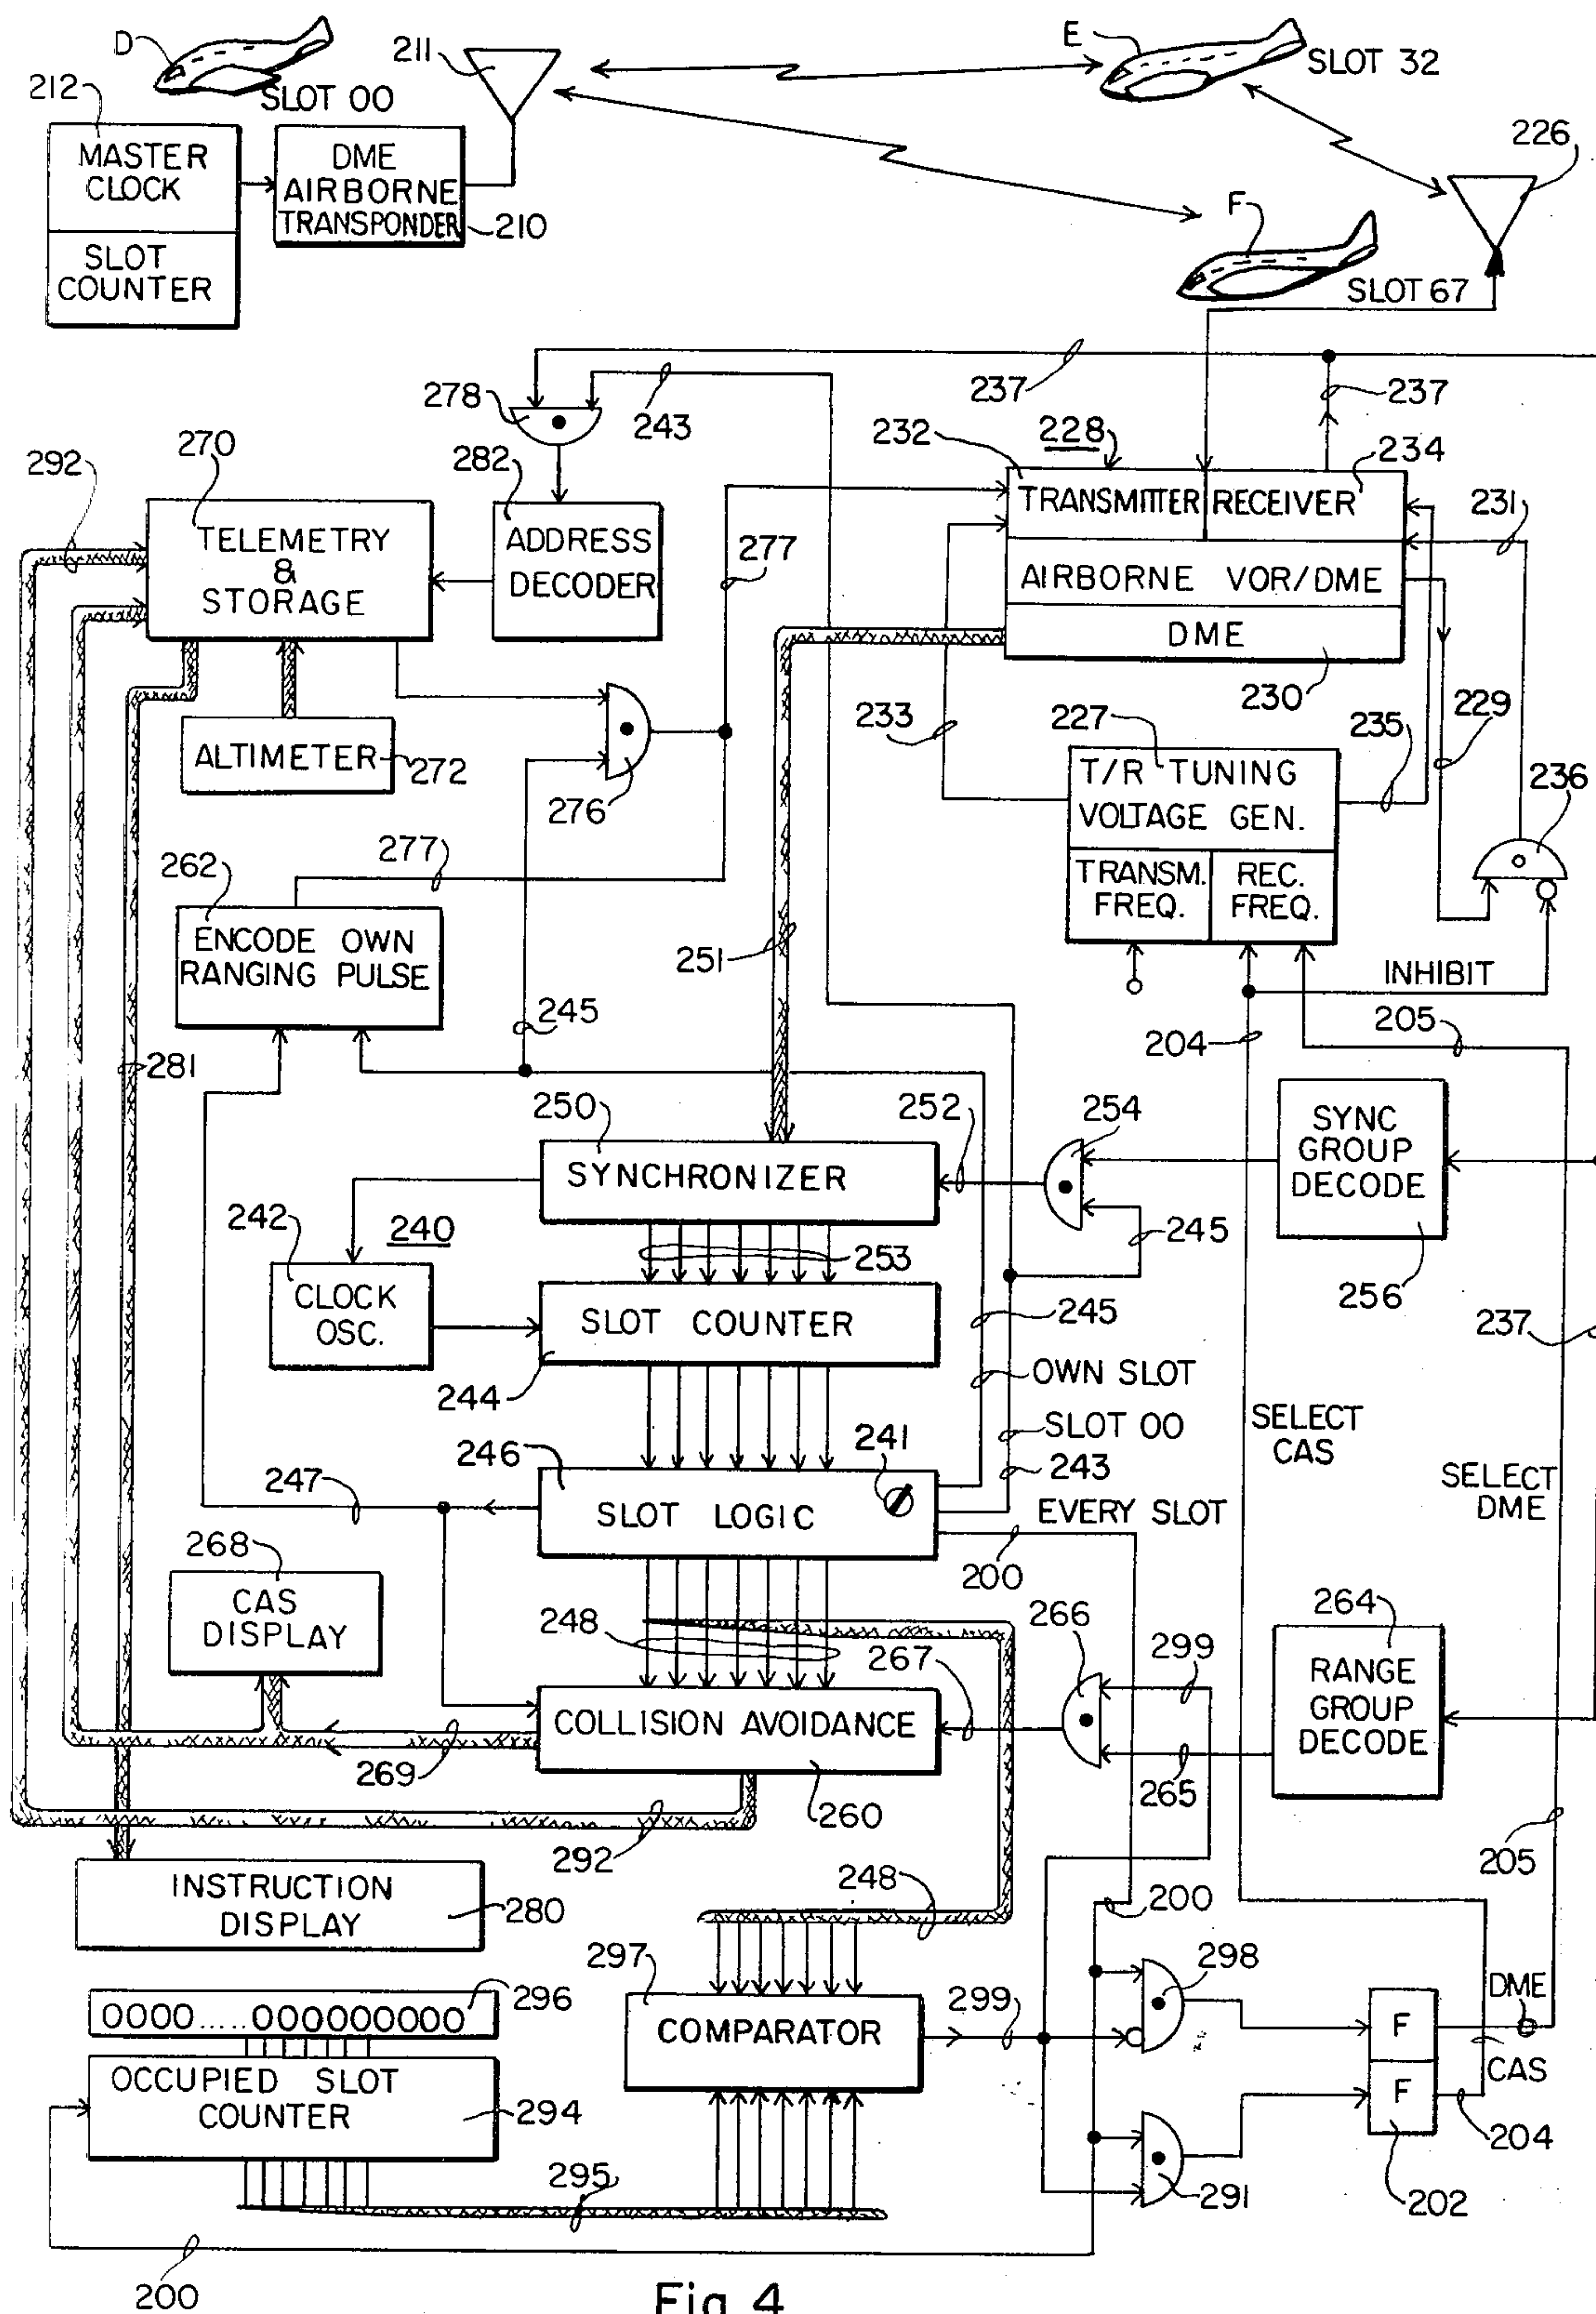 D
SLOT 00
211
E
SLOT 32
212
MASTER
CLOCK
SLOT
COUNTER
DME
AIRBORNE
TRANSPONDER
210
226
F
SLOT 67
237
237
278
243
282
232
228
234
231
292
270
TELEMETRY
&
STORAGE
ADDRESS
DECODER
277
TRANSMITTER
RECEIVER
AIRBORNE VOR/DME
DME
230
229
235
233
227
236
ALTIMETER
272
276
T/R TUNING
VOLTAGE GEN.
TRANSM.
FREQ.
REC.
FREQ.
262
277
ENCODE OWN
RANGING PULSE
251
INHIBIT
245
204
205
281
250
252
254
SYNCHRONIZER
SYNC
GROUP
DECODE
256
242
240
253
245
CLOCK
OSC.
SLOT COUNTER
244
245
237
OWN SLOT
SLOT 00
243
SELECT
CAS
SELECT
DME
246
241
247
SLOT LOGIC
EVERY SLOT
200
268
CAS
DISPLAY
248
267
266
299
264
RANGE
GROUP
DECODE
COLLISION AVOIDANCE
269
260
265
292
205
INSTRUCTION
DISPLAY
280
248
200
297
298
296
0000.....000000000
COMPARATOR
299
DME
F
F
CAS
OCCUPIED SLOT
COUNTER
294
204
295
291
202
200
Fig 4